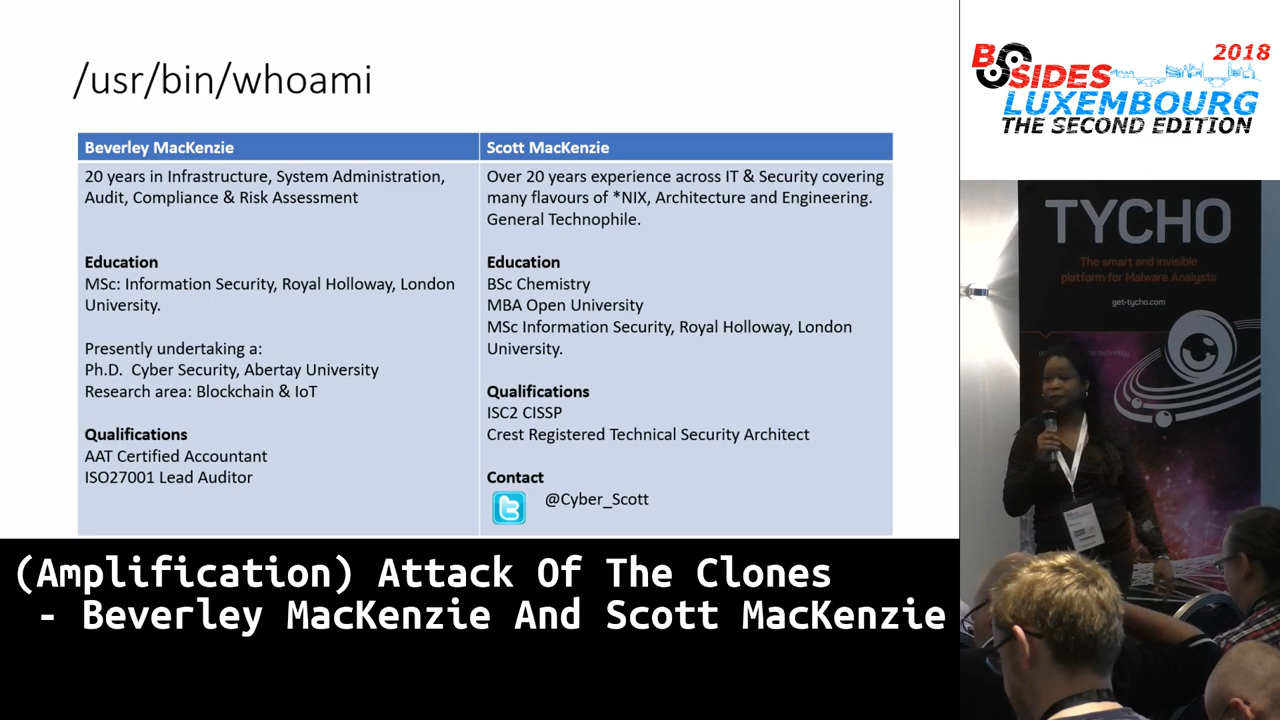 /usr/bin/whoami
Beverley MacKenzie
20 years in Infrastructure, System Administration,
Audit, Compliance & Risk Assessment
Education
MSc: Information Security, Royal Holloway, London
University.
Presently undertaking a:
Ph.D. Cyber Security, Abertay University
Research area: Blockchain & IoT
Qualifications
AAT Certified Accountant
ISO27001 Lead Auditor
Scott MacKenzie
Over 20 years experience across IT & Security covering
many flavours of *NIX, Architecture and Engineering.
General Technophile.
Education
BSc Chemistry
MBA Open University
MSc Information Security, Royal Holloway, London
University.
Qualifications
ISC2 CISSP
Crest Registered Technical Security Architect
Contact
@Cyber_Scott
(Amplification) Attack Of The Clones
- Beverley MacKenzie And Scott MacKenzie
2018
BSIDES
LUXEMBOURG
THE SECOND EDITION
TYCHO
The smart and invisible
platform for Malware Analysts
get-tycho.com